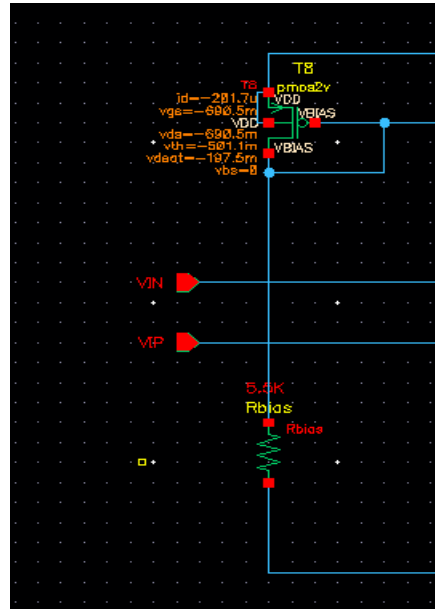 T8
T8
pmos2v
VDD
id=-201.7u
vgs=-690.5m
VDD
VBIAS
vds=-690.5m
vth=-501.1m
VBIAS
vdsat=-197.5m
vbs=0
VIN
VIP
5.5K
Rbias
Rbias